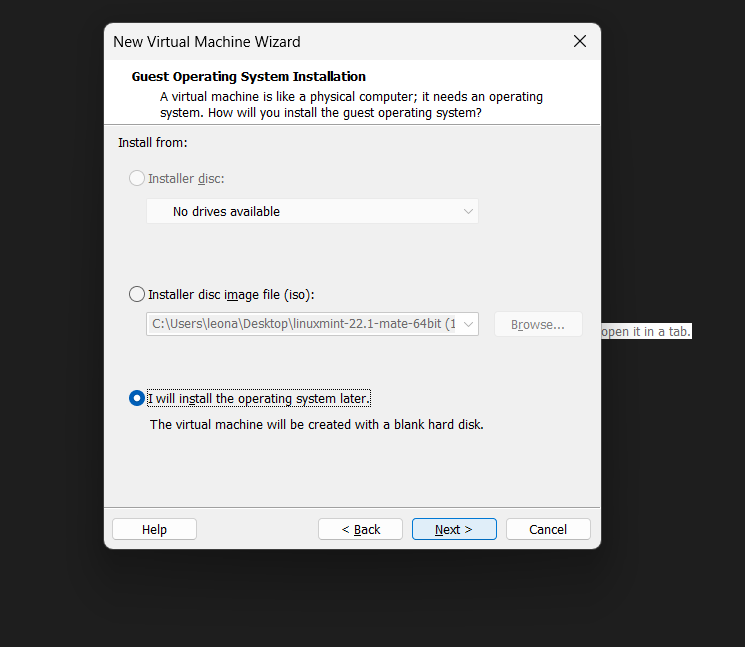 New Virtual Machine Wizard
Guest Operating System Installation
A virtual machine is like a physical computer; it needs an operating
system. How will you install the guest operating system?
Install from:
Installer disc:
No drives available
Installer disc image file (iso):
C:\Users\leona\Desktop\linuxmint-22.1-mate-64bit (1
Browse...
open it in a tab.
I will install the operating system later.
The virtual machine will be created with a blank hard disk.
Help
< Back
Next >
Cancel